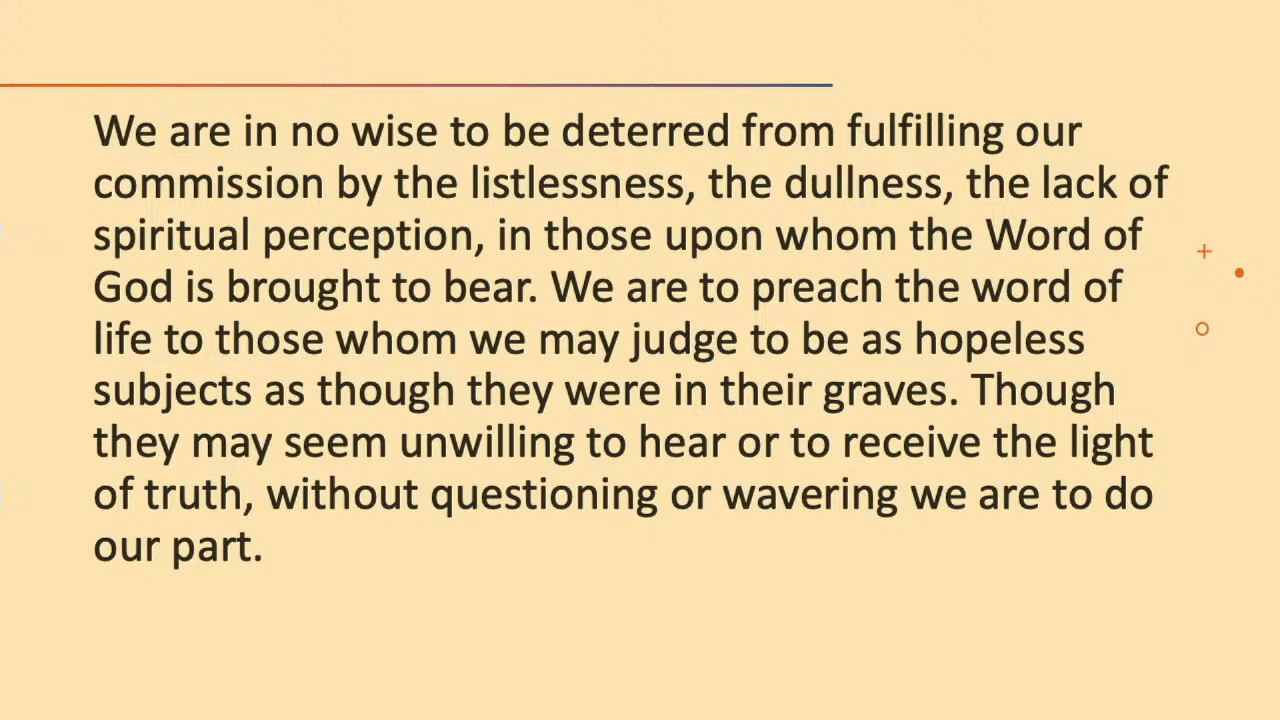 We are in no wise to be deterred from fulfilling our
commission by the listlessness, the dullness, the lack of
spiritual perception, in those upon whom the Word of
God is brought to bear. We are to preach the word of
life to those whom we may judge to be as hopeless
subjects as though they were in their graves. Though
they may seem unwilling to hear or to receive the light
of truth, without questioning or wavering we are to do
our part.